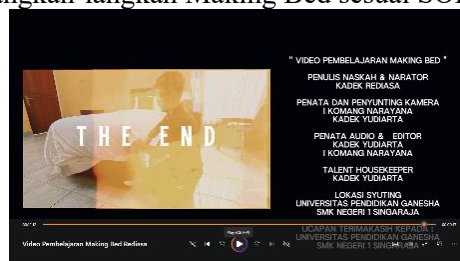 langkah-langkah Making Bed sesuai
" VIDEO PEMBELAJARAN MAKING BED "
PENULIS NASKAH & NARATOR
KADEK REDIASA
PENATA DAN PENYUNTING KAMERA
I KOMANG NARAYANA
KADEK YUDIARTA
THE END
PENATA AUDIO & EDITOR
KADEK YUDIARTA
I KOMANG NARAYANA
TALENT HOUSEKEEPER
KADEK YUDIARTA
LOKASI SYUTING
UNIVERSITAS PENDIDIKAN GANESHA
SMK NEGERI 1 SINGARAJA
UCAPAN TERIMAKASIH KEPADA :
UNIVERSITAS PENDIDIKAN GANESHA
SMK NEGERI 1 SINGARAJA
Video Pembelajaran Making Bed Rediasa